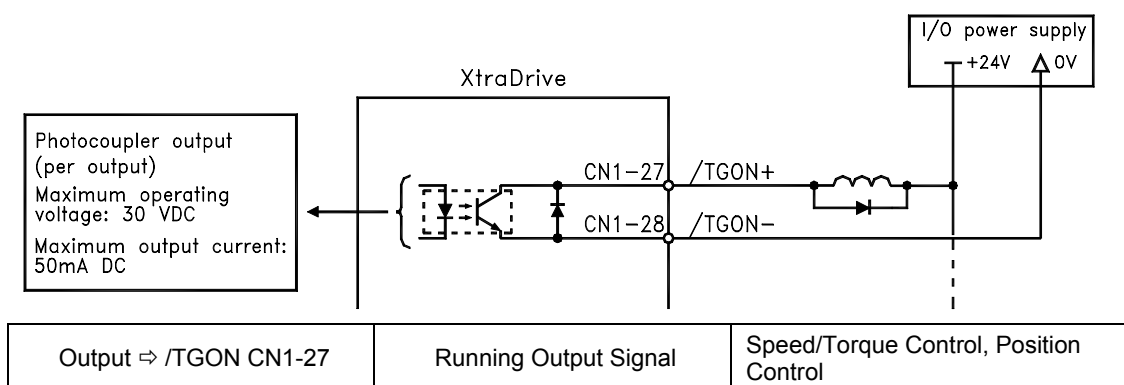 I/O power supply
+24V 0V
XtraDrive
Photocoupler output
(per output)
Maximum operating
voltage: 30 VDC
Maximum output current:
50mA DC
CN1-27 /TGON+
CN1-28 /TGON-
Output ⇨ /TGON CN1-27
Running Output Signal
Speed/Torque Control, Position
Control